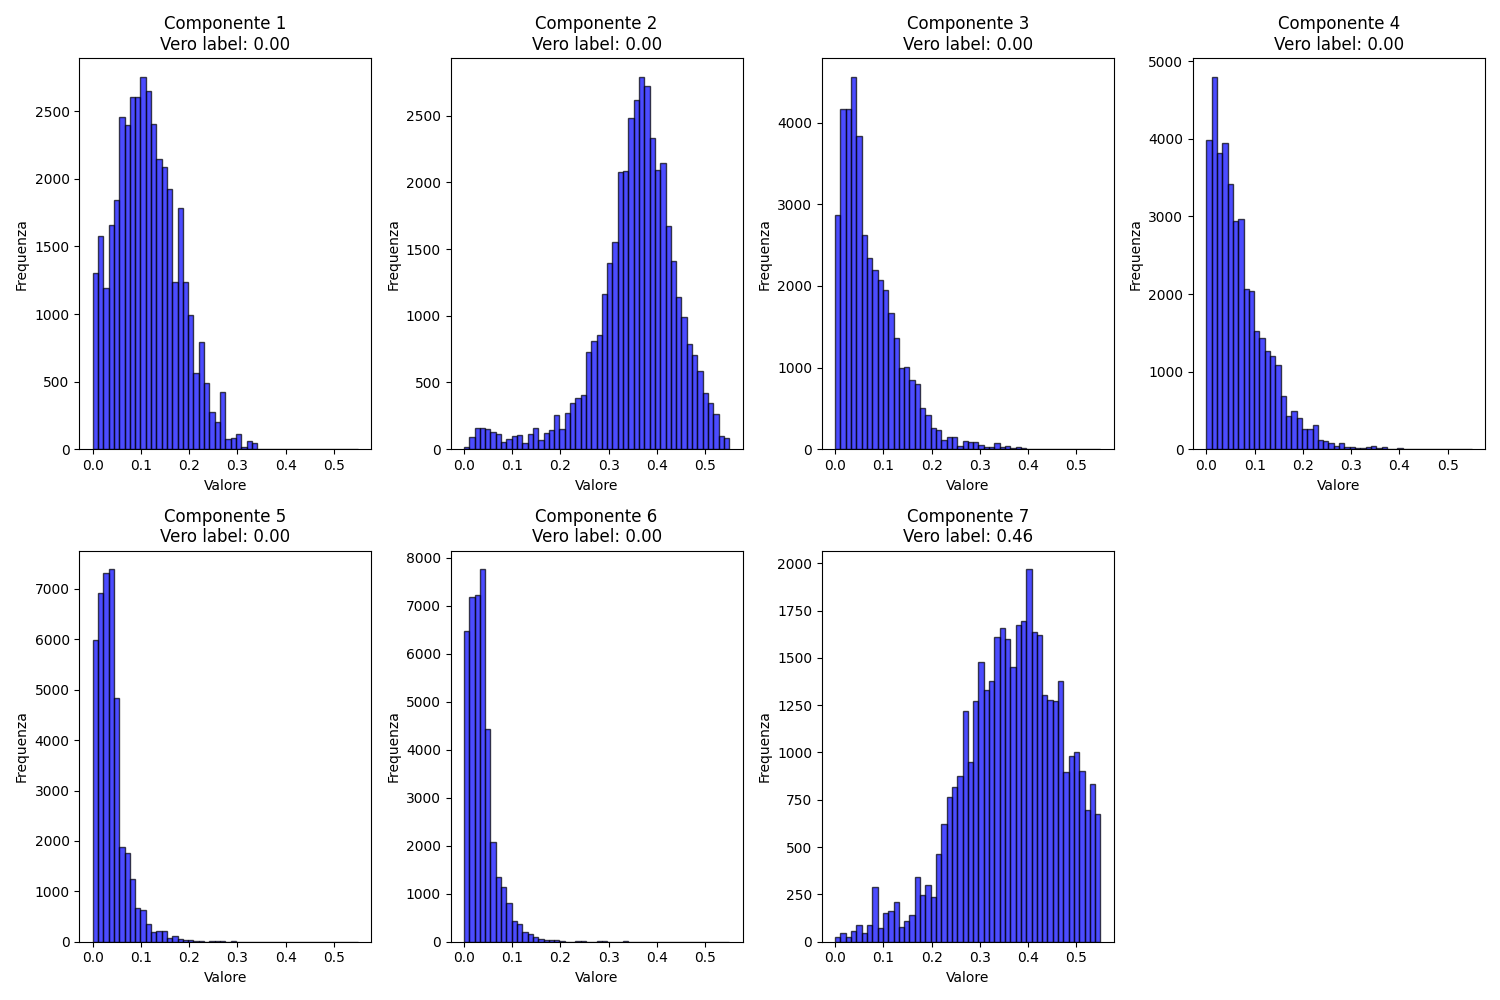 Componente 1
Vero label: 0.00
Frequenza
2500
2000
1500
1000
500
0
0.0 0.1 0.2 0.3 0.4 0.5
Valore
Componente 2
Vero label: 0.00
Frequenza
2500
2000
1500
1000
500
0
0.0 0.1 0.2 0.3 0.4 0.5
Valore
Componente 3
Vero label: 0.00
Frequenza
4000
3000
2000
1000
0
0.0 0.1 0.2 0.3 0.4 0.5
Valore
Componente 4
Vero label: 0.00
Frequenza
5000
4000
3000
2000
1000
0
0.0 0.1 0.2 0.3 0.4 0.5
Valore
Componente 5
Vero label: 0.00
Frequenza
7000
6000
5000
4000
3000
2000
1000
0
0.0 0.1 0.2 0.3 0.4 0.5
Valore
Componente 6
Vero label: 0.00
Frequenza
8000
7000
6000
5000
4000
3000
2000
1000
0
0.0 0.1 0.2 0.3 0.4 0.5
Valore
Componente 7
Vero label: 0.46
Frequenza
2000
1750
1500
1250
1000
750
500
250
0
0.0 0.1 0.2 0.3 0.4 0.5
Valore